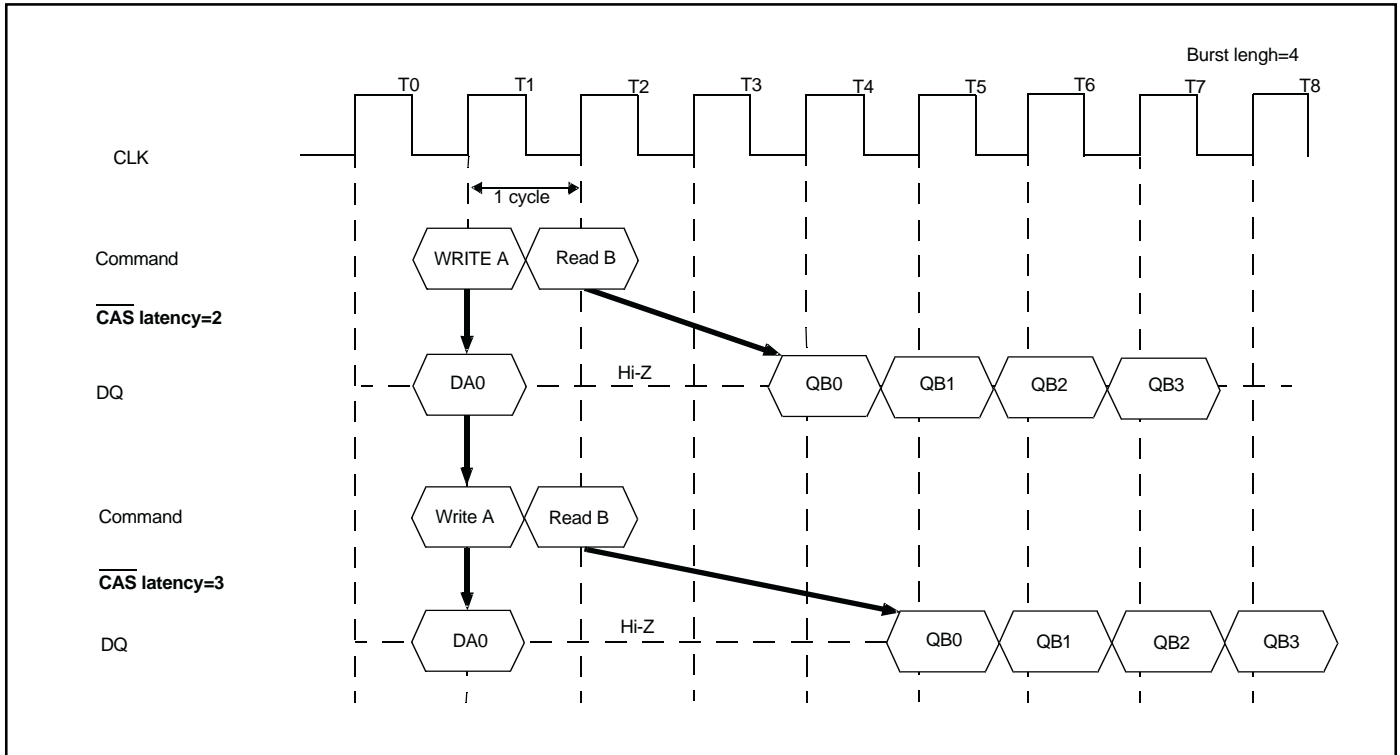 Burst lengh=4
T0 T1 T2 T3 T4 T5 T6 T7 T8
CLK
1 cycle
Command WRITE A Read B
CAS latency=2
DQ DA0 Hi-Z QB0 QB1 QB2 QB3
Command Write A Read B
CAS latency=3
DQ DA0 Hi-Z QB0 QB1 QB2 QB3